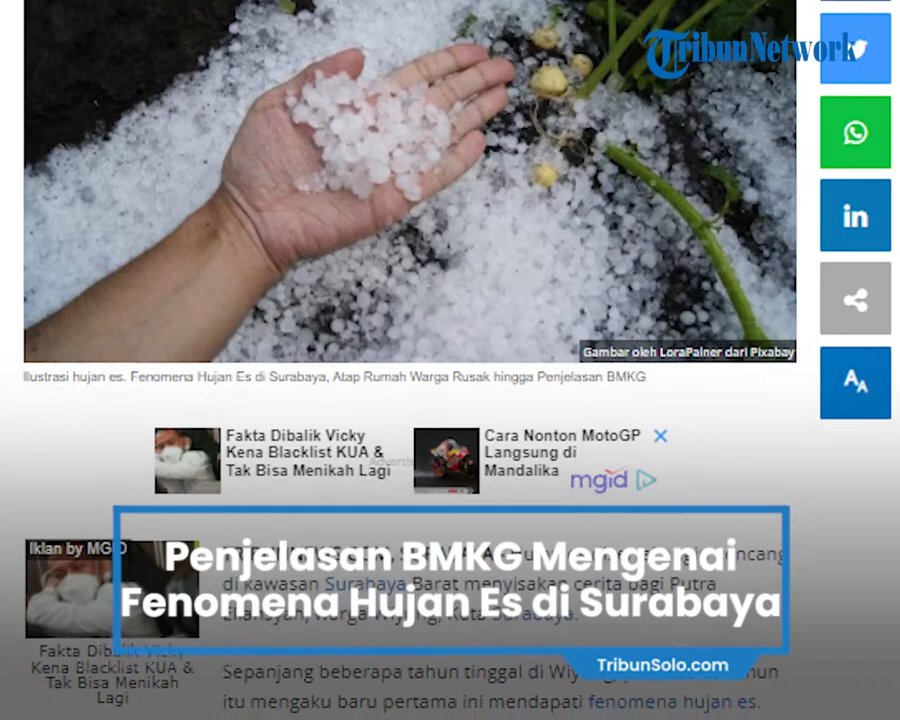 TribunNetwork
in
Gambar oleh LoraPalner dari Pixabay
Ilustrasi hujan es. Fenomena Hujan Es di Surabaya, Atap Rumah Warga Rusak hingga Penjelasan BMKG
AA
Fakta Dibalik Vicky
Kena Blacklist KUA &
Tak Bisa Menikah Lagi
Cara Nonton MotoGP
Langsung di
Mandalika
mgid
Iklan by MGID
Penjelasan BMKG Mengenai
di kawasan Surabaya Barat menyisakan cerita bagi Putra
Fenomena Hujan Es di Surabaya
TribunSolo.com
Fakta Dibalik Vicky
Kena Blacklist KUA &
Tak Bisa Menikah
Lagi
Sepanjang beberapa tahun tinggal di
itu mengaku baru pertama ini mendapati fenomena hujan es.